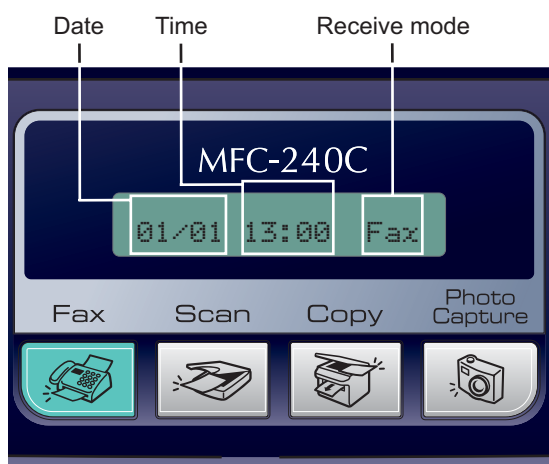 Date Time Receive mode
MFC-240C
01/01 13:00 Fax
Fax Scan Copy Photo Capture